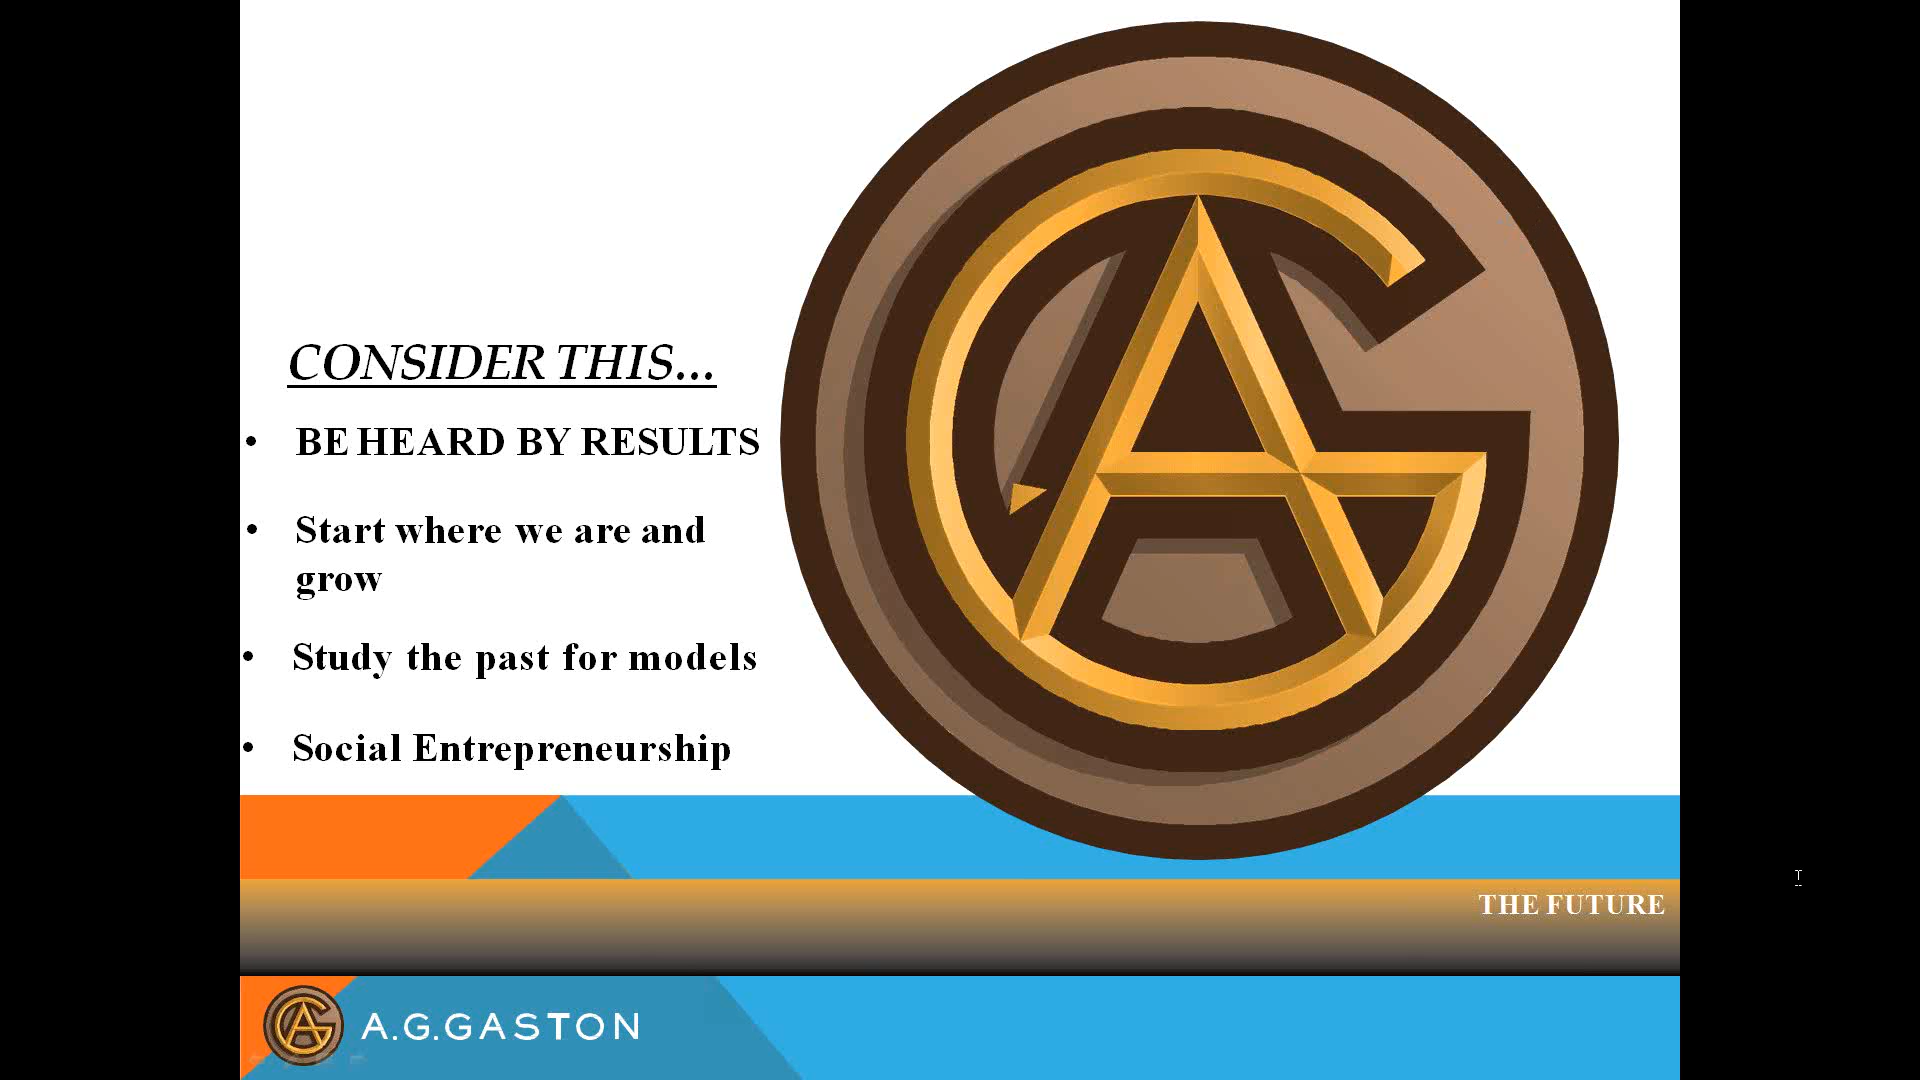 CONSIDER THIS...
• BE HEARD BY RESULTS
• Start where we are and
grow
• Study the past for models
• Social Entrepreneurship
THE FUTURE
A.G.GASTON